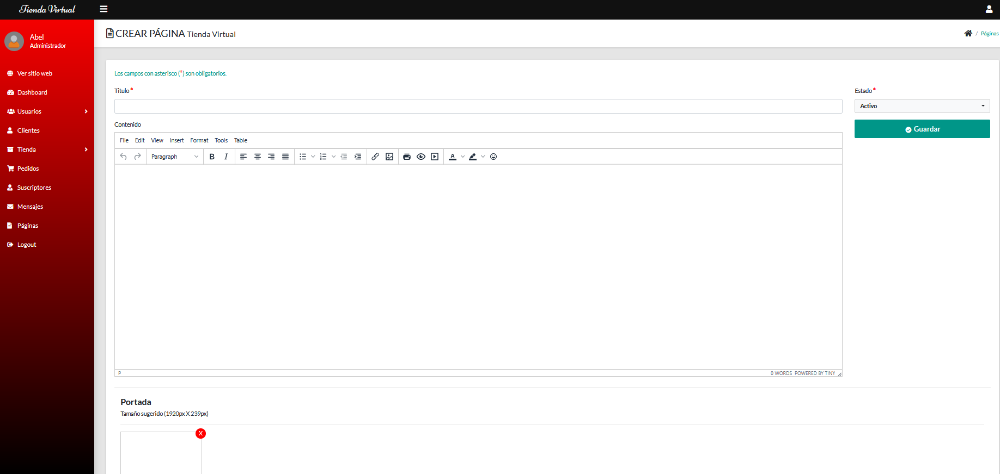 Tienda Virtual
Abel
Administrador
Ver sitio web
Dashboard
Usuarios
Clientes
Tienda
Pedidos
Suscriptores
Mensajes
Páginas
Logout
CREAR PÁGINA Tienda Virtual
/ Páginas
Los campos con asterisco (*) son obligatorios.
Titulo *
Estado *
Activo
Guardar
Contenido
File Edit View Insert Format Tools Table
Paragraph B I A
P 0 WORDS POWERED BY TINY
Portada
Tamaño sugerido (1920px X 239px)
X